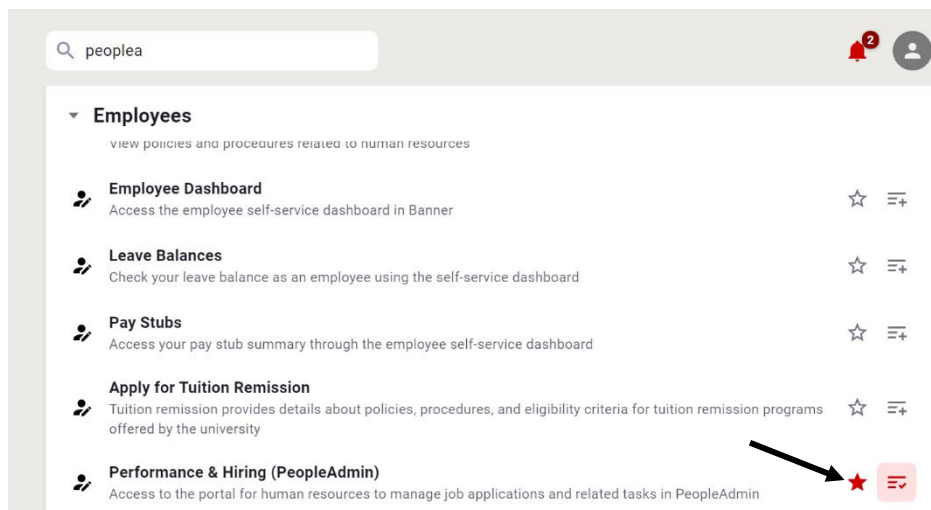 peoplea
2
Employees
View policies and procedures related to human resources
Employee Dashboard
Access the employee self-service dashboard in Banner
Leave Balances
Check your leave balance as an employee using the self-service dashboard
Pay Stubs
Access your pay stub summary through the employee self-service dashboard
Apply for Tuition Remission
Tuition remission provides details about policies, procedures, and eligibility criteria for tuition remission programs
offered by the university
Performance & Hiring (PeopleAdmin)
Access to the portal for human resources to manage job applications and related tasks in PeopleAdmin